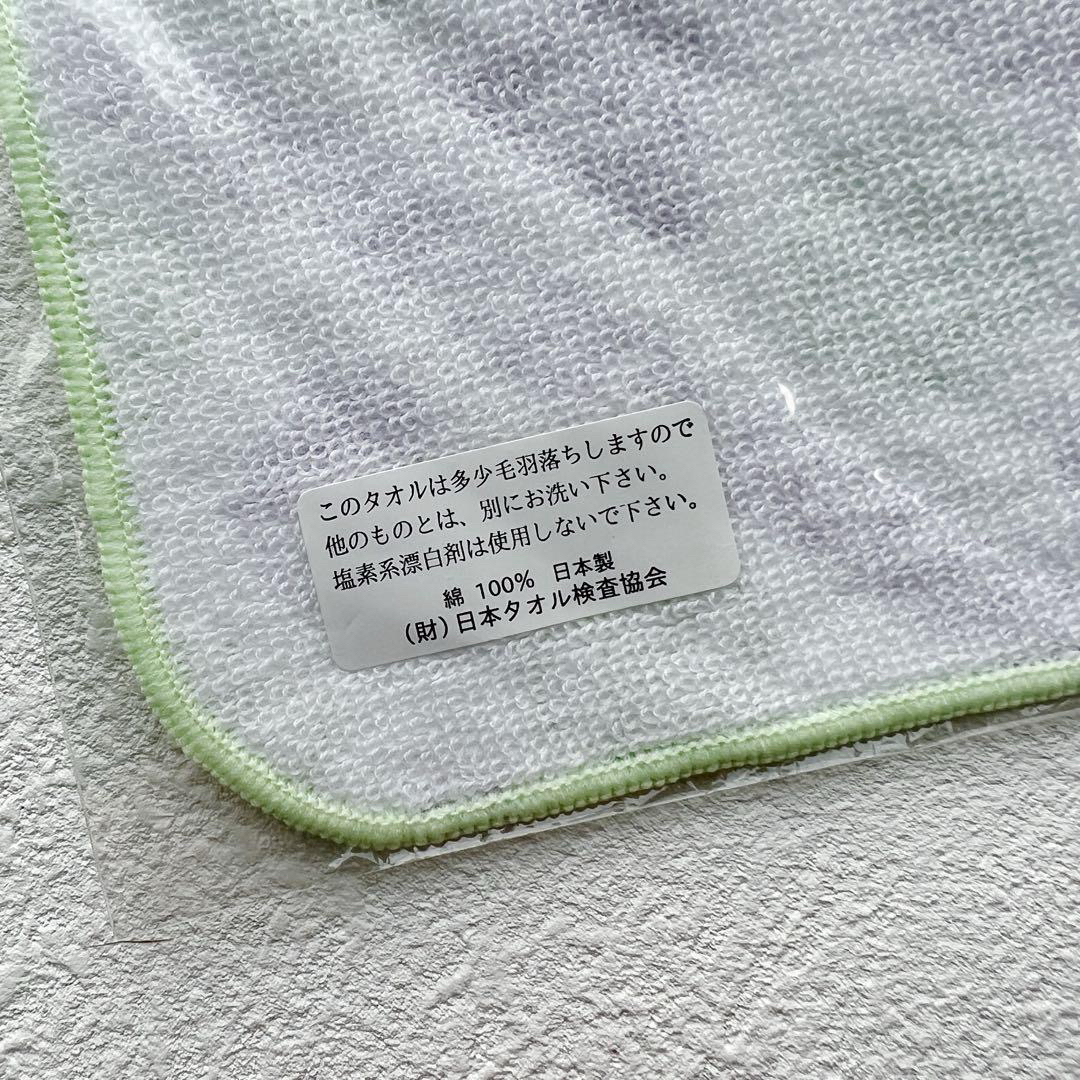 このタオルは多少毛羽落ちしますので
他のものとは、別にお洗い下さい。
塩素系漂白剤は使用しないで下さい。
綿 100% 日本製
(財)日本タオル検査協会